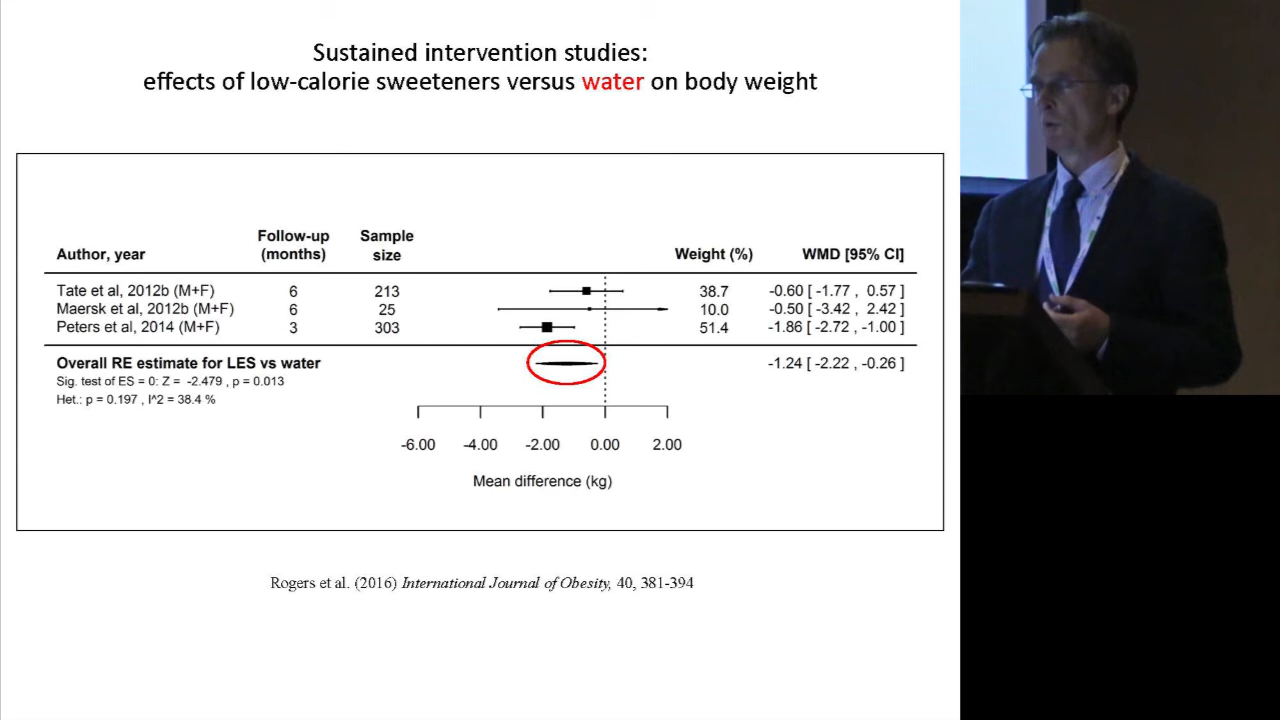 Sustained intervention studies:
effects of low-calorie sweeteners versus water on body weight
Author, year Follow-up (months) Sample size Weight (%) WMD [95% CI]
Tate et al, 2012b (M+F) 6 213 38.7 -0.60 [ -1.77 , 0.57 ]
Maersk et al, 2012b (M+F) 6 25 10.0 -0.50 [ -3.42 , 2.42 ]
Peters et al, 2014 (M+F) 3 303 51.4 -1.86 [ -2.72 , -1.00 ]
Overall RE estimate for LES vs water -1.24 [ -2.22 , -0.26 ]
Sig. test of ES = 0: Z = -2.479 , p = 0.013
Het.: p = 0.197 , I^2 = 38.4 %
-6.00 -4.00 -2.00 0.00 2.00
Mean difference (kg)
Rogers et al. (2016) International Journal of Obesity, 40, 381-394